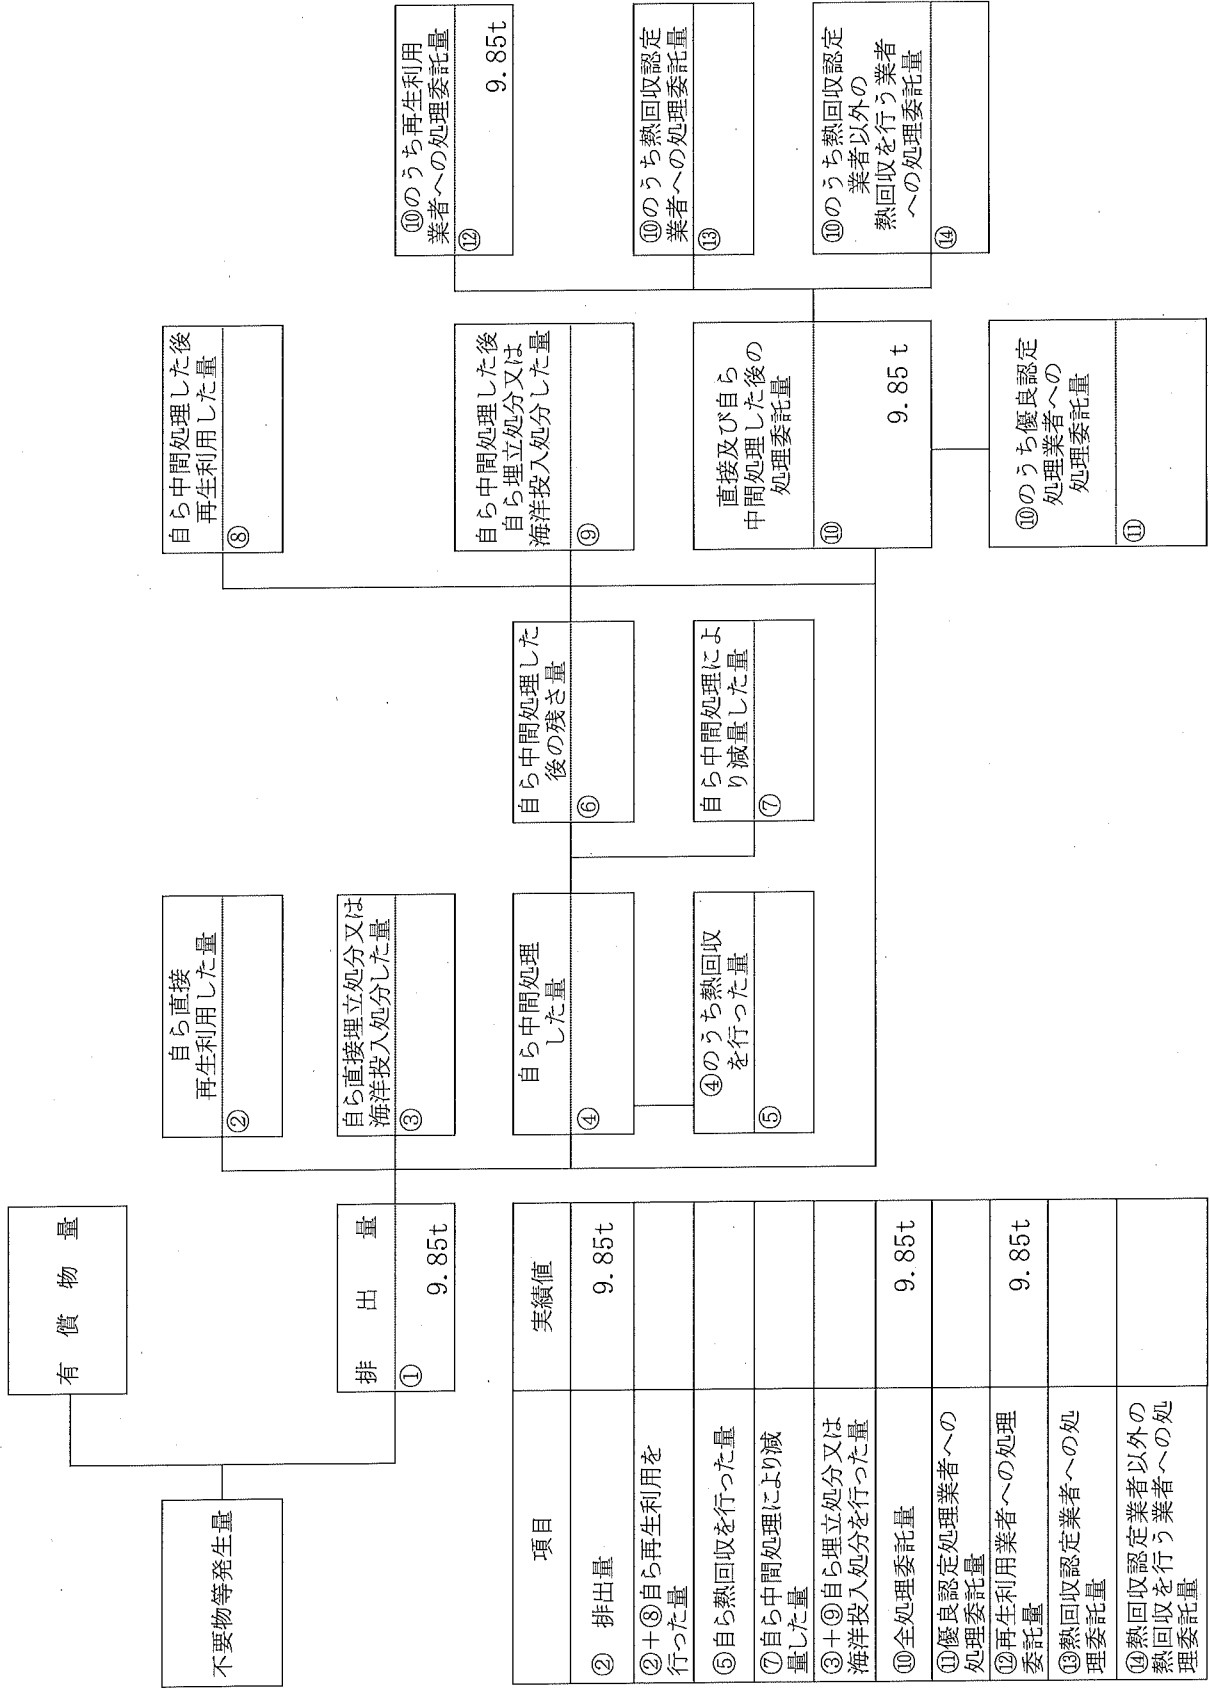 不要物等発生量
有償物量
排出量
①
9.85t
自ら直接
再生利用した量
②
自ら直接埋立処分又は
海洋投入処分した量
③
自ら中間処理
した量
④
④のうち熱回収
を行った量
⑤
自ら中間処理した
後の残さ量
⑥
自ら中間処理によ
り減量した量
⑦
自ら中間処理した後
再生利用した量
⑧
自ら中間処理した後
自ら埋立処分又は
海洋投入処分した量
⑨
直接及び自ら
中間処理した後の
処理委託量
⑩
9.85t
⑩のうち優良認定
処理業者への
処理委託量
⑪
⑩のうち再生利用
業者への処理委託量
⑫
9.85t
⑩のうち熱回収認定
業者への処理委託量
⑬
⑩のうち熱回収認定
業者以外の
熱回収を行う業者
への処理委託量
⑭
項目 実績値
② 排出量 9.85t
②+⑧自ら再生利用を
行った量
⑤自ら熱回収を行った量
⑦自ら中間処理により減
量した量
③+⑨自ら埋立処分又は
海洋投入処分を行った量
⑩全処理委託量 9.85t
⑪優良認定処理業者への
処理委託量
⑫再生利用業者への処理
委託量 9.85t
⑬熱回収認定業者への処
理委託量
⑭熱回収認定業者以外の
熱回収を行う業者への処
理委託量